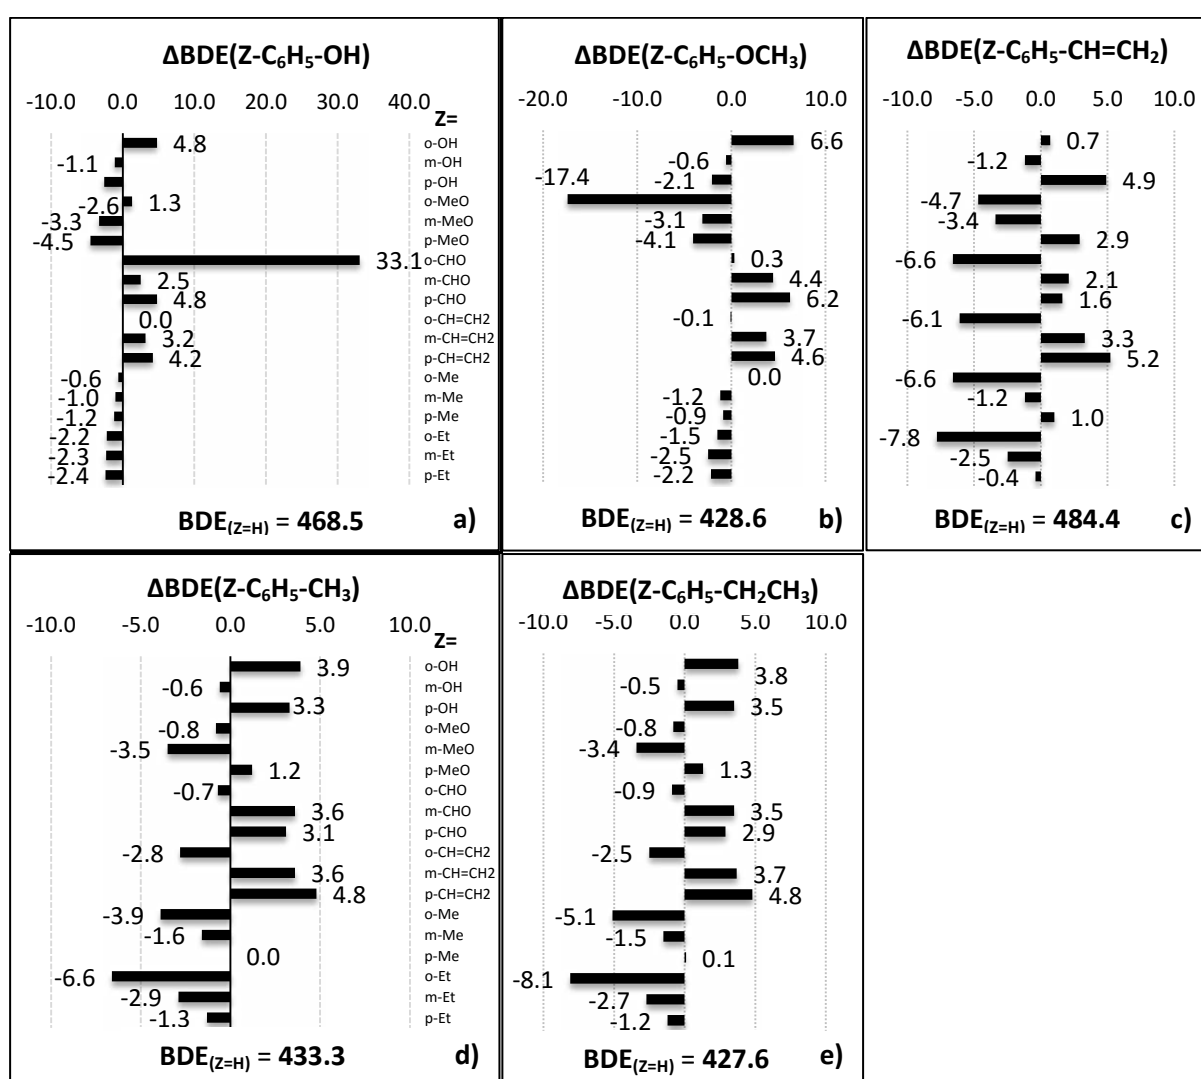 ΔBDE(Z-C₆H₅-OH)
-10.0 0.0 10.0 20.0 30.0 40.0
Z=
4.8 o-OH
-1.1 m-OH
-2.6 p-OH
1.3 o-MeO
-3.3 m-MeO
-4.5 p-MeO
33.1 o-CHO
2.5 m-CHO
4.8 p-CHO
0.0 o-CH=CH2
3.2 m-CH=CH2
4.2 p-CH=CH2
-0.6 o-Me
-1.0 m-Me
-1.2 p-Me
-2.2 o-Et
-2.3 m-Et
-2.4 p-Et
BDE(Z=H) = 468.5 a)
ΔBDE(Z-C₆H₅-OCH₃)
-20.0 -10.0 0.0 10.0
6.6
-0.6
-2.1
-17.4
-3.1
-4.1
0.3
4.4
6.2
-0.1
3.7
4.6
0.0
-1.2
-0.9
-1.5
-2.5
-2.2
BDE(Z=H) = 428.6 b)
ΔBDE(Z-C₆H₅-CH=CH₂)
-10.0 -5.0 0.0 5.0 10.0
0.7
-1.2
4.9
-4.7
-3.4
2.9
-6.6
2.1
1.6
-6.1
3.3
5.2
-6.6
-1.2
1.0
-7.8
-2.5
-0.4
BDE(Z=H) = 484.4 c)
ΔBDE(Z-C₆H₅-CH₃)
-10.0 -5.0 0.0 5.0 10.0
Z=
3.9 o-OH
-0.6 m-OH
3.3 p-OH
-0.8 o-MeO
-3.5 m-MeO
1.2 p-MeO
-0.7 o-CHO
3.6 m-CHO
3.1 p-CHO
-2.8 o-CH=CH2
3.6 m-CH=CH2
4.8 p-CH=CH2
-3.9 o-Me
-1.6 m-Me
0.0 p-Me
-6.6 o-Et
-2.9 m-Et
-1.3 p-Et
BDE(Z=H) = 433.3 d)
ΔBDE(Z-C₆H₅-CH₂CH₃)
-10.0 -5.0 0.0 5.0 10.0
3.8
-0.5
3.5
-0.8
-3.4
1.3
-0.9
3.5
2.9
-2.5
3.7
4.8
-5.1
-1.5
0.1
-8.1
-2.7
-1.2
BDE(Z=H) = 427.6 e)